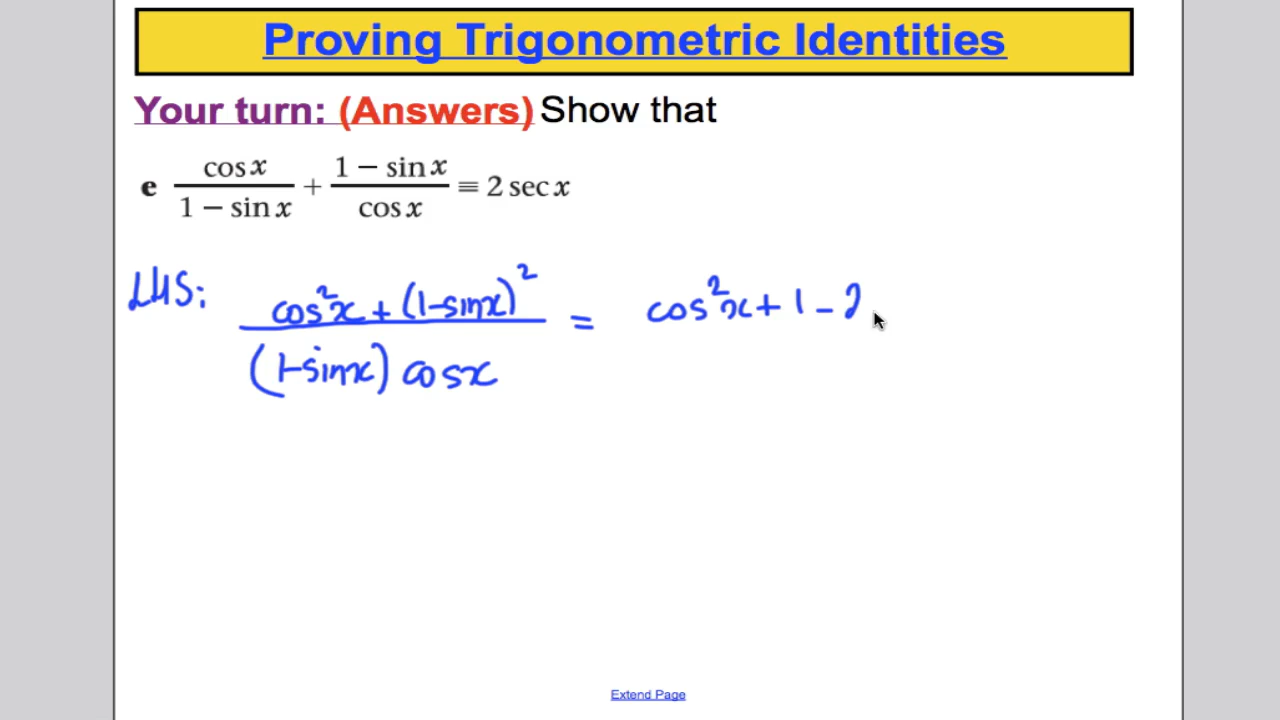 Proving Trigonometric Identities
Your turn: (Answers) Show that
e cos x / (1 − sin x) + (1 − sin x) / cos x ≡ 2 sec x
LHS: (cos²x + (1-sinx)²) / ((1-sinx) cosx) = cos²x + 1 - 2
Extend Page